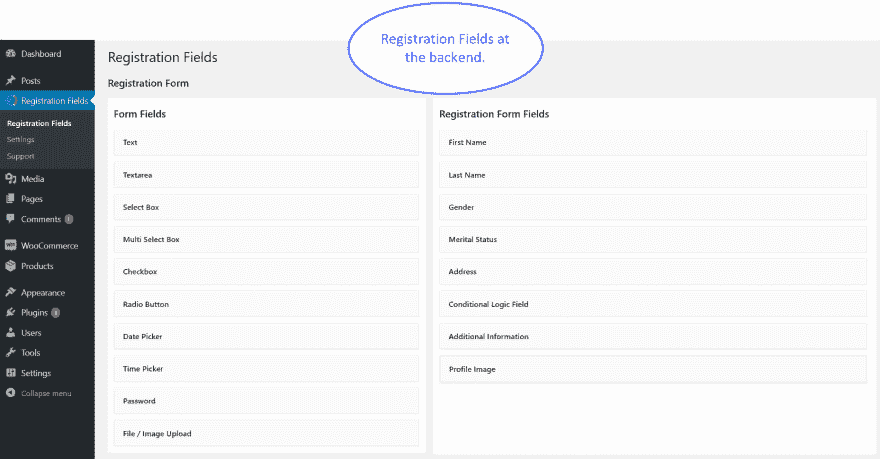 Registration Fields at
the backend.
Dashboard
Posts
Registration Fields
Registration Fields
Settings
Support
Media
Pages
Comments 1
WooCommerce
Products
Appearance
Plugins
Users
Tools
Settings
Collapse menu
Registration Fields
Registration Form
Form Fields
Text
Textarea
Select Box
Multi Select Box
Checkbox
Radio Button
Date Picker
Time Picker
Password
File / Image Upload
Registration Form Fields
First Name
Last Name
Gender
Merital Status
Address
Conditional Logic Field
Additional Information
Profile Image